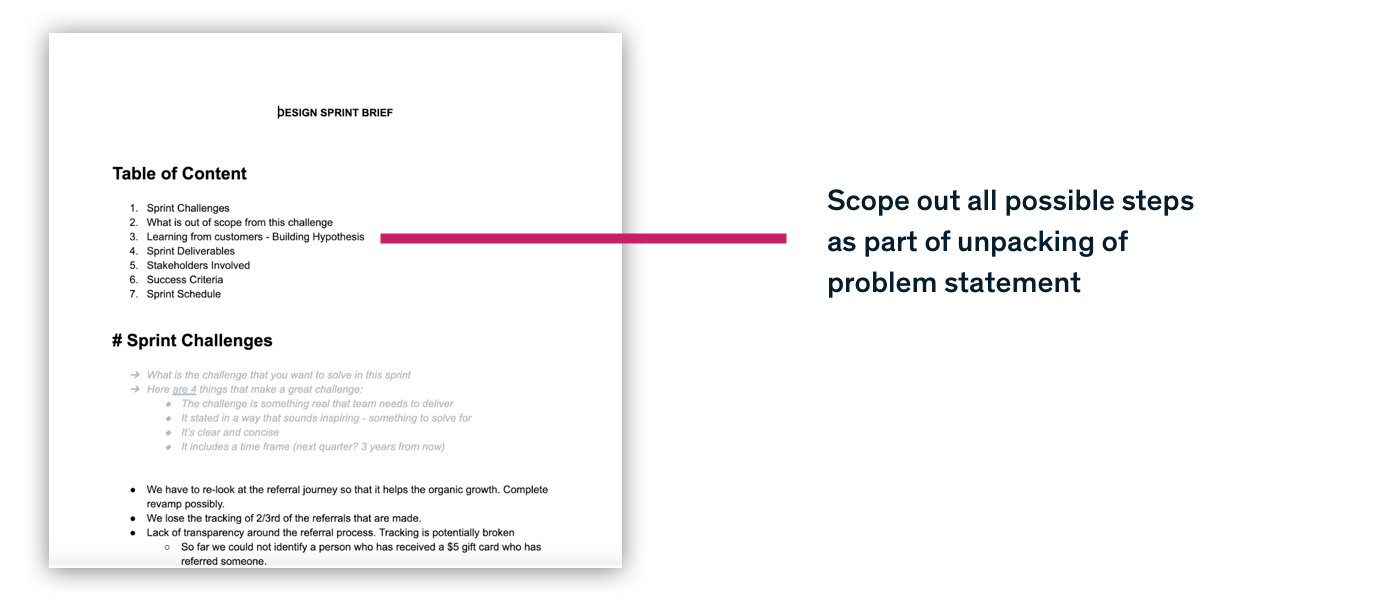 DESIGN SPRINT BRIEF
Table of Content
1. Sprint Challenges
2. What is out of scope from this challenge
3. Learning from customers - Building Hypothesis
4. Sprint Deliverables
5. Stakeholders Involved
6. Success Criteria
7. Sprint Schedule
# Sprint Challenges
➔ What is the challenge that you want to solve in this sprint
➔ Here are 4 things that make a great challenge:
◆ The challenge is something real that team needs to deliver
◆ It stated in a way that sounds inspiring - something to solve for
◆ It's clear and concise
◆ It includes a time frame (next quarter? 3 years from now)
● We have to re-look at the referral journey so that it helps the organic growth. Complete
revamp possibly.
● We lose the tracking of 2/3rd of the referrals that are made.
● Lack of transparency around the referral process. Tracking is potentially broken
○ So far we could not identify a person who has received a $5 gift card who has
referred someone.
Scope out all possible steps
as part of unpacking of
problem statement